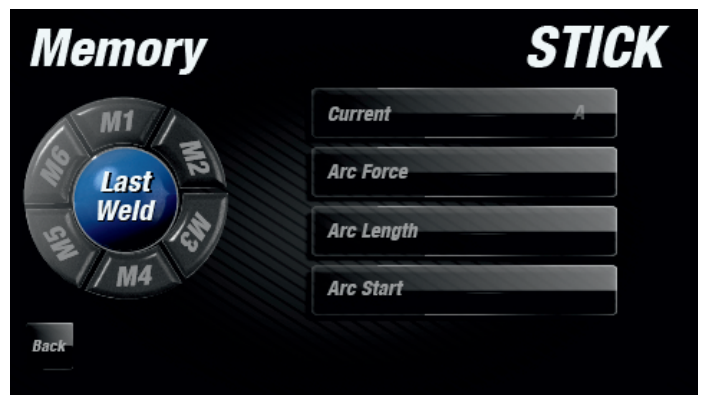 Memory
STICK
M1
M2
M3
M4
M5
M6
Last
Weld
Current A
Arc Force
Arc Length
Arc Start
Back